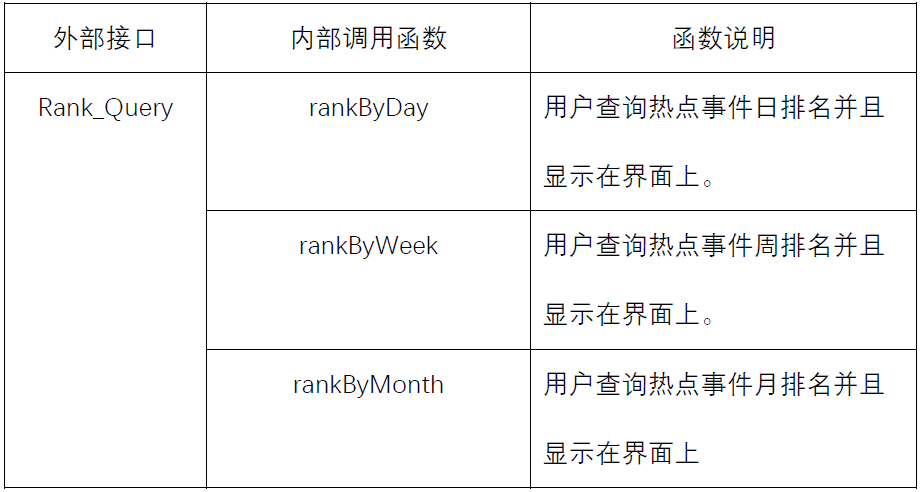 外部接口 内部调用函数 函数说明
Rank_Query rankByDay 用户查询热点事件日排名并且
显示在界面上。
rankByWeek 用户查询热点事件周排名并且
显示在界面上。
rankByMonth 用户查询热点事件月排名并且
显示在界面上